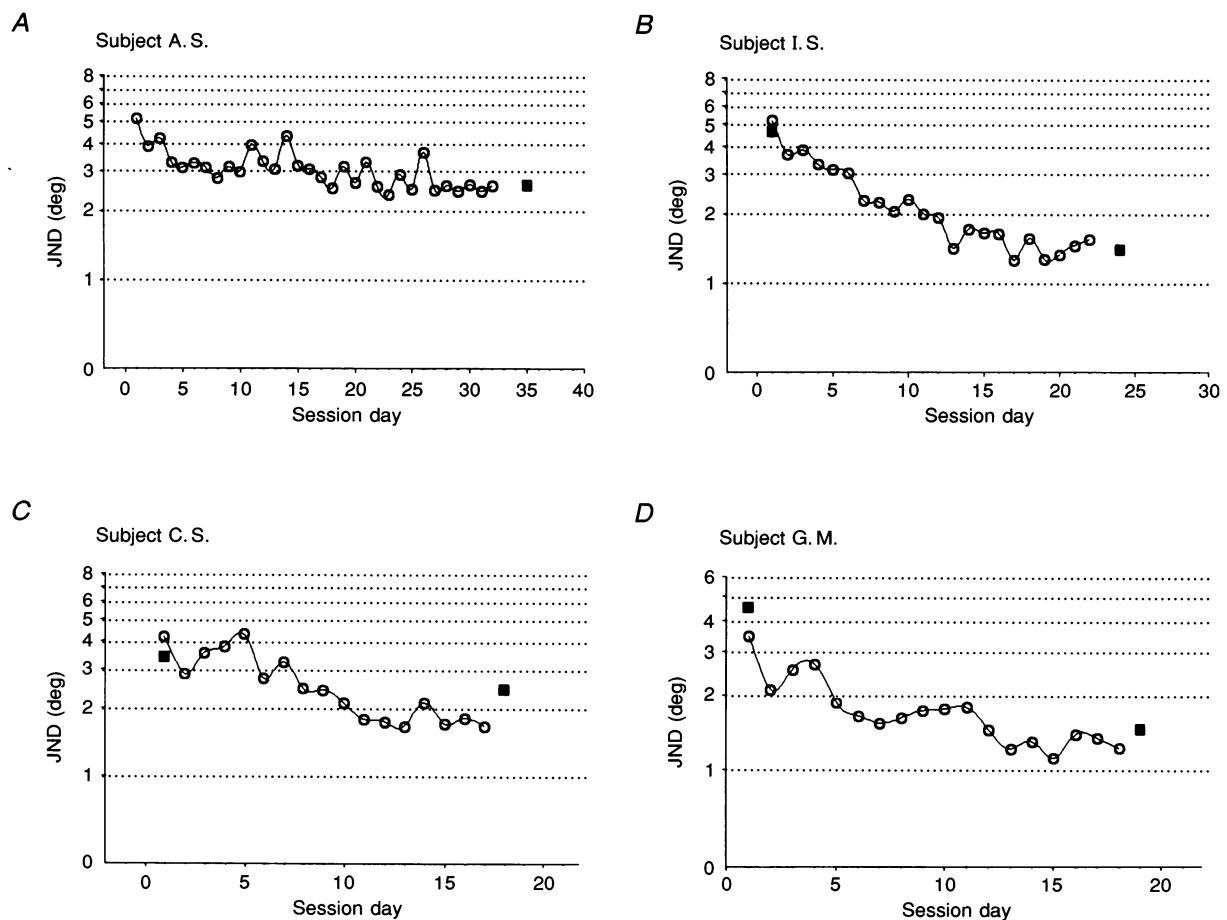 A
Subject A. S.
8
6
5
4
3
2
1
0
JND (deg)
0 5 10 15 20 25 30 35 40
Session day
B
Subject I. S.
8
6
5
4
3
2
1
0
JND (deg)
0 5 10 15 20 25 30
Session day
C
Subject C. S.
8
6
5
4
3
2
1
0
JND (deg)
0 5 10 15 20
Session day
D
Subject G. M.
6
4
3
2
1
0
JND (deg)
0 5 10 15 20
Session day